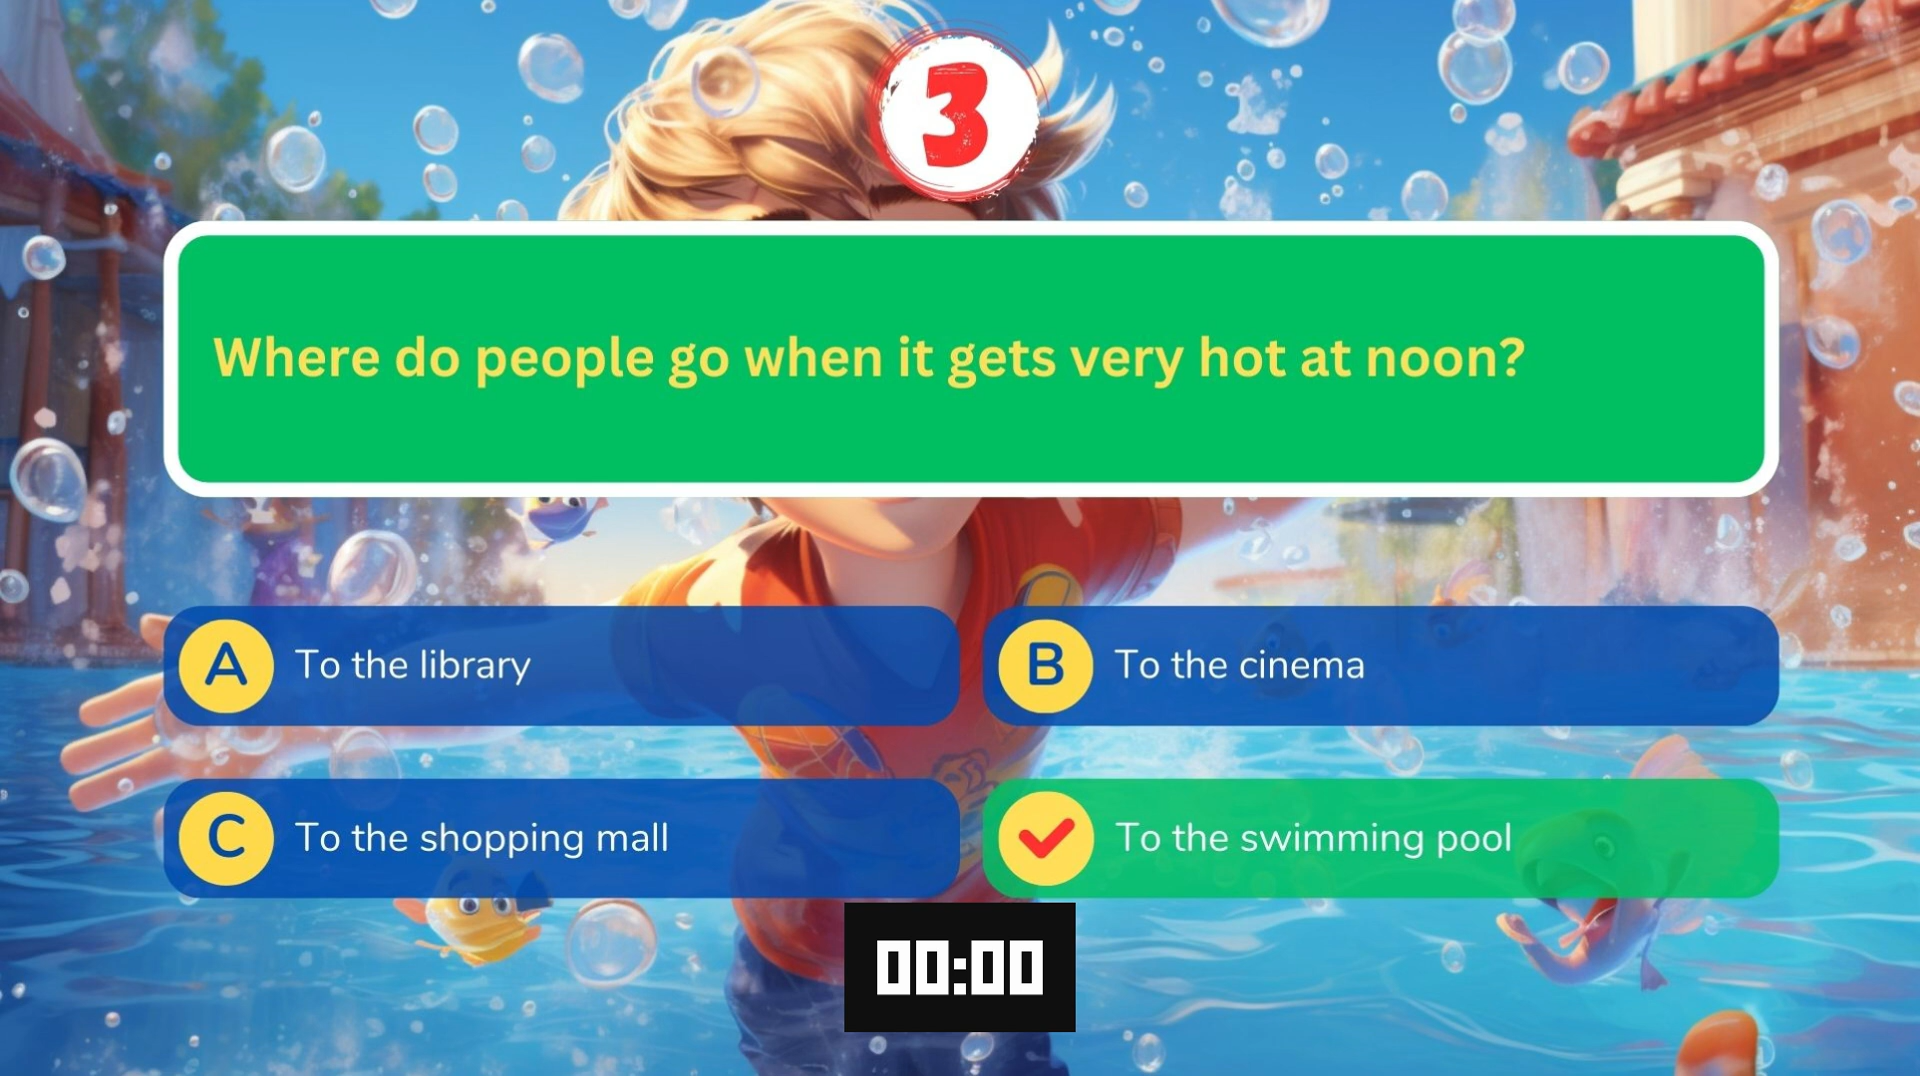 3
Where do people go when it gets very hot at noon?
A To the library
B To the cinema
C To the shopping mall
To the swimming pool
00:00